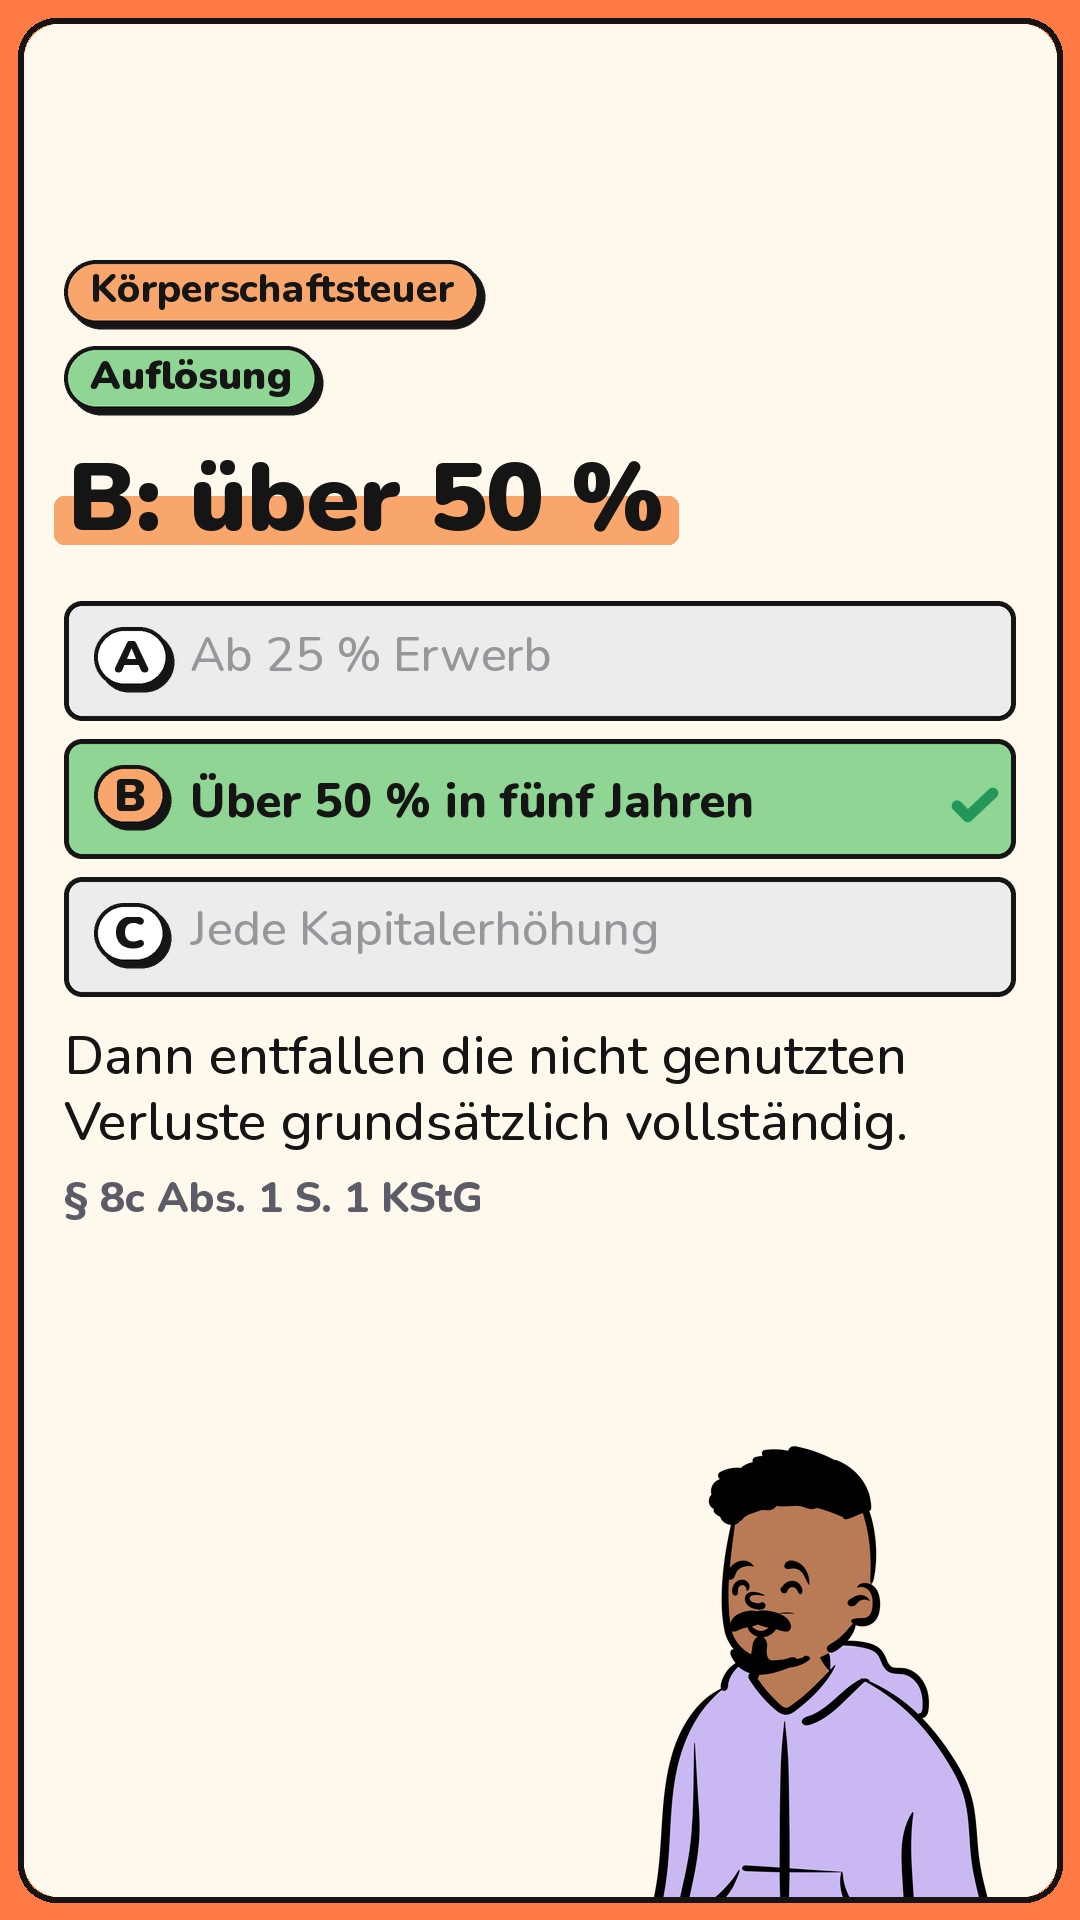 Körperschaftsteuer
Auflösung
B: über 50 %
A Ab 25 % Erwerb
B Über 50 % in fünf Jahren
C Jede Kapitalerhöhung
Dann entfallen die nicht genutzten
Verluste grundsätzlich vollständig.
§ 8c Abs. 1 S. 1 KStG